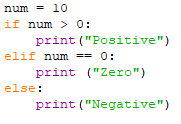 num = 10
if num > 0:
    print("Positive")
elif num == 0:
    print ("Zero")
else:
    print("Negative")